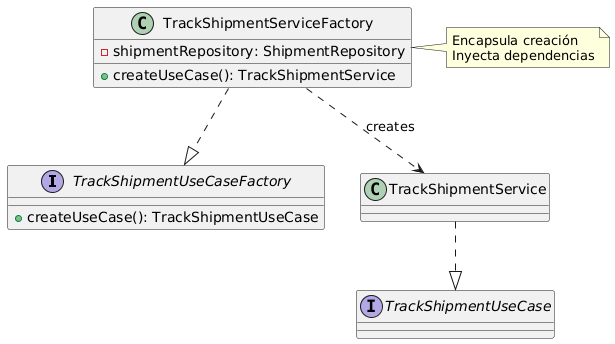 C TrackShipmentServiceFactory
shipmentRepository: ShipmentRepository
createUseCase(): TrackShipmentService
Encapsula creación
Inyecta dependencias
creates
I TrackShipmentUseCaseFactory
createUseCase(): TrackShipmentUseCase
C TrackShipmentService
I TrackShipmentUseCase